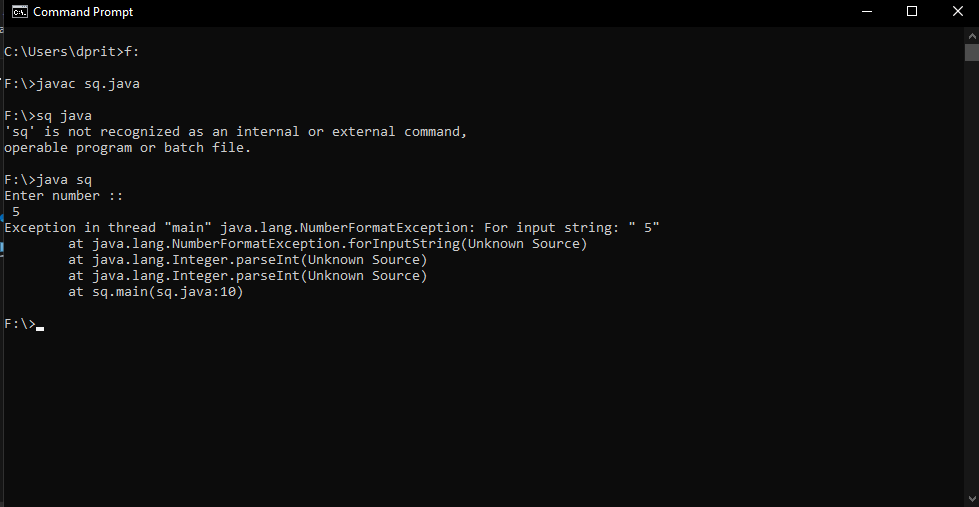 Command Prompt
C:\Users\dprit>f:
F:\>javac sq.java
F:\>sq java
'sq' is not recognized as an internal or external command,
operable program or batch file.
F:\>java sq
Enter number ::
 5
Exception in thread "main" java.lang.NumberFormatException: For input string: " 5"
        at java.lang.NumberFormatException.forInputString(Unknown Source)
        at java.lang.Integer.parseInt(Unknown Source)
        at java.lang.Integer.parseInt(Unknown Source)
        at sq.main(sq.java:10)
F:\>